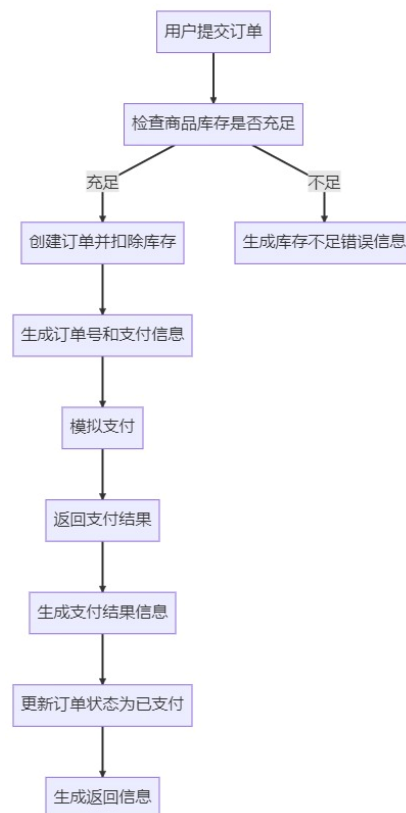 用户提交订单
检查商品库存是否充足
充足
不足
创建订单并扣除库存
生成库存不足错误信息
生成订单号和支付信息
模拟支付
返回支付结果
生成支付结果信息
更新订单状态为已支付
生成返回信息